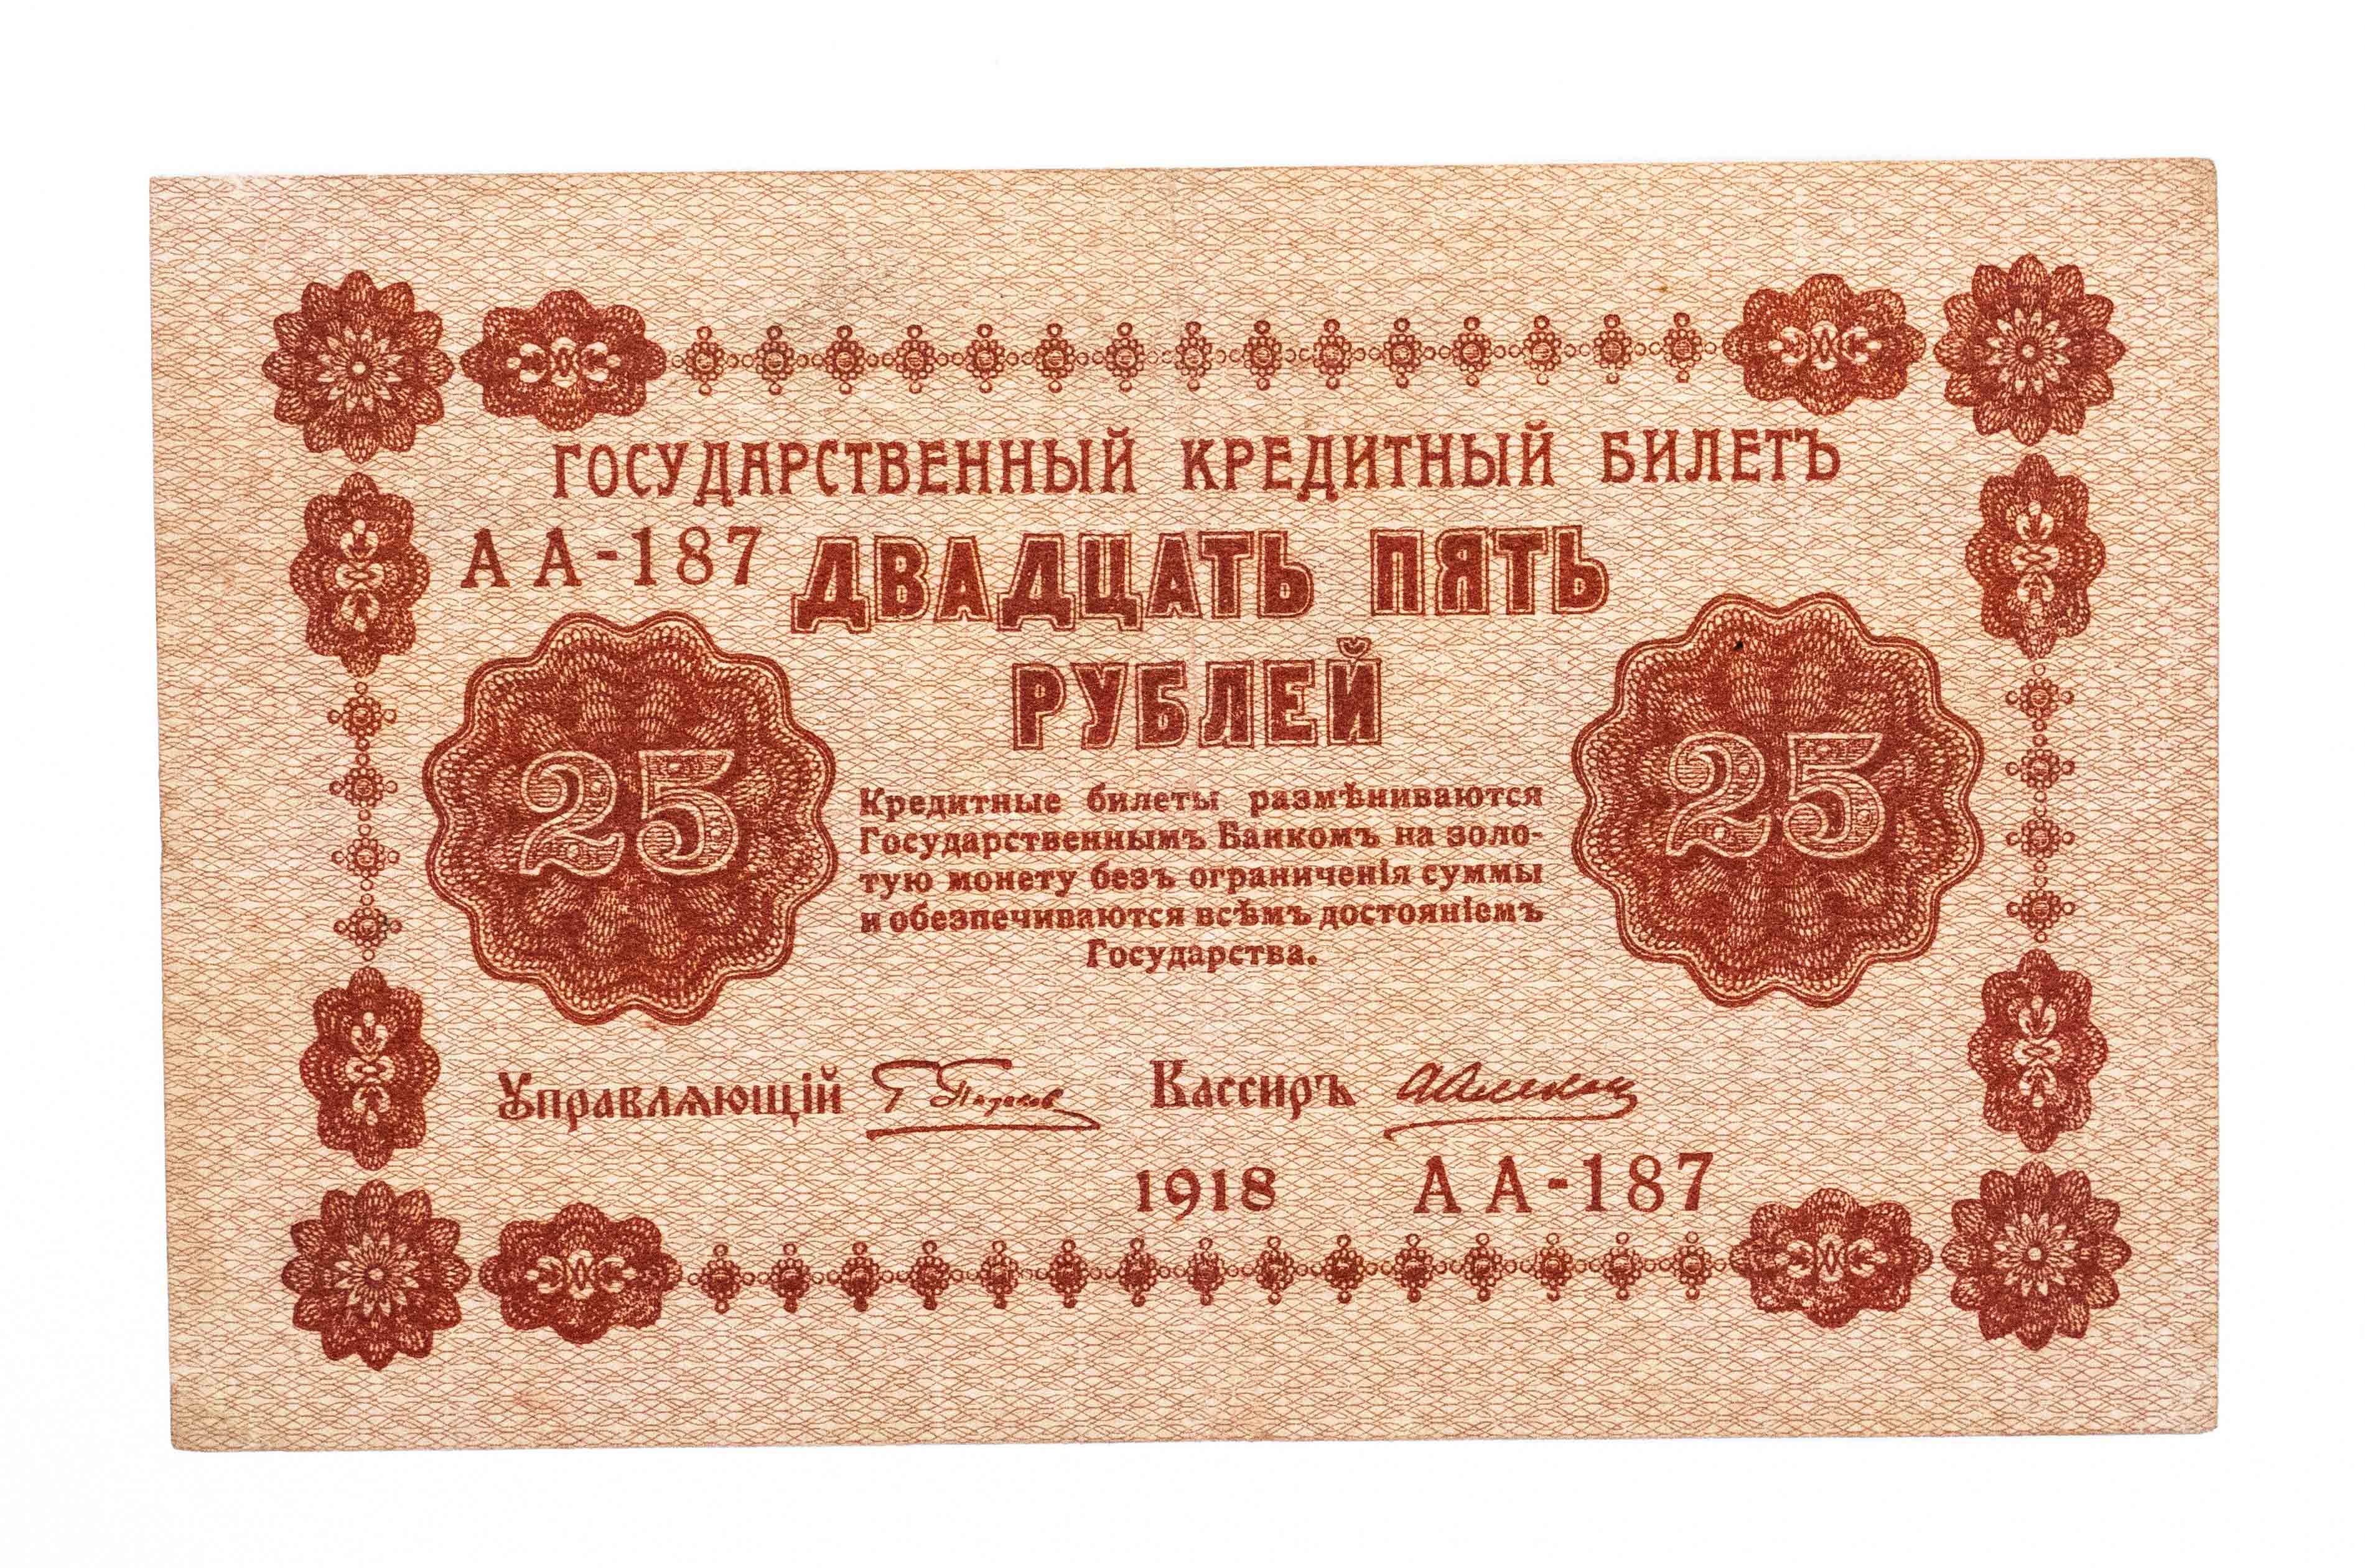 ГОСУДАРСТВЕННЫЙ КРЕДИТНЫЙ БИЛЕТЪ
АА-187 ДВАДЦАТЬ ПЯТЬ
РУБЛЕЙ
25
Кредитные билеты размѣниваются
Государственнымъ Банкомъ на золо-
тую монету безъ ограниченія суммы
и обезпечиваются всѣмъ достояніемъ
Государства.
25
Управляющій Кассиръ
1918 АА-187